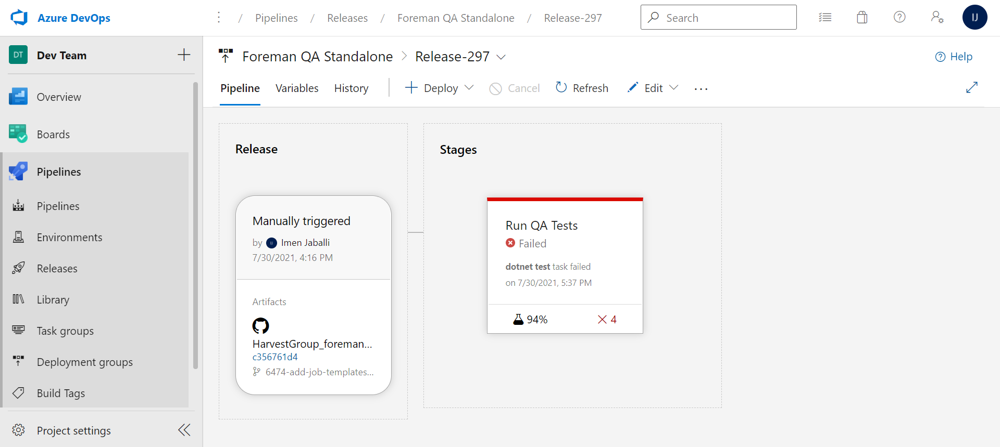 Azure DevOps
/ Pipelines / Releases / Foreman QA Standalone / Release-297
Search
IJ
DT Dev Team
Overview
Boards
Pipelines
Pipelines
Environments
Releases
Library
Task groups
Deployment groups
Build Tags
Project settings
Foreman QA Standalone > Release-297
Help
Pipeline Variables History Deploy Cancel Refresh Edit ...
Release
Manually triggered
by IJ Imen Jaballi
7/30/2021, 4:16 PM
Artifacts
HarvestGroup_foreman...
c356761d4
6474-add-job-templates...
Stages
Run QA Tests
Failed
dotnet test task failed
on 7/30/2021, 5:37 PM
94% 4